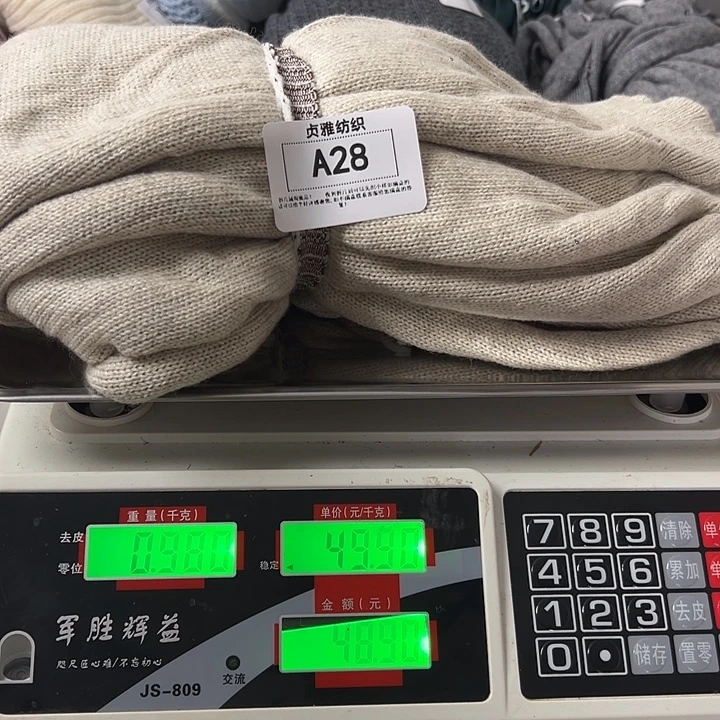 贞雅纺织
A28
重量(千克)
单价(元/千克)
去皮
零位
0.980
稳定
49.90
金额(元)
48.90
军胜辉益
咫尺匠心难/不忘初心
JS-809
交流
7 8 9 清除 单
4 5 6 累加 单
1 2 3 去皮
0 • 储存 置零